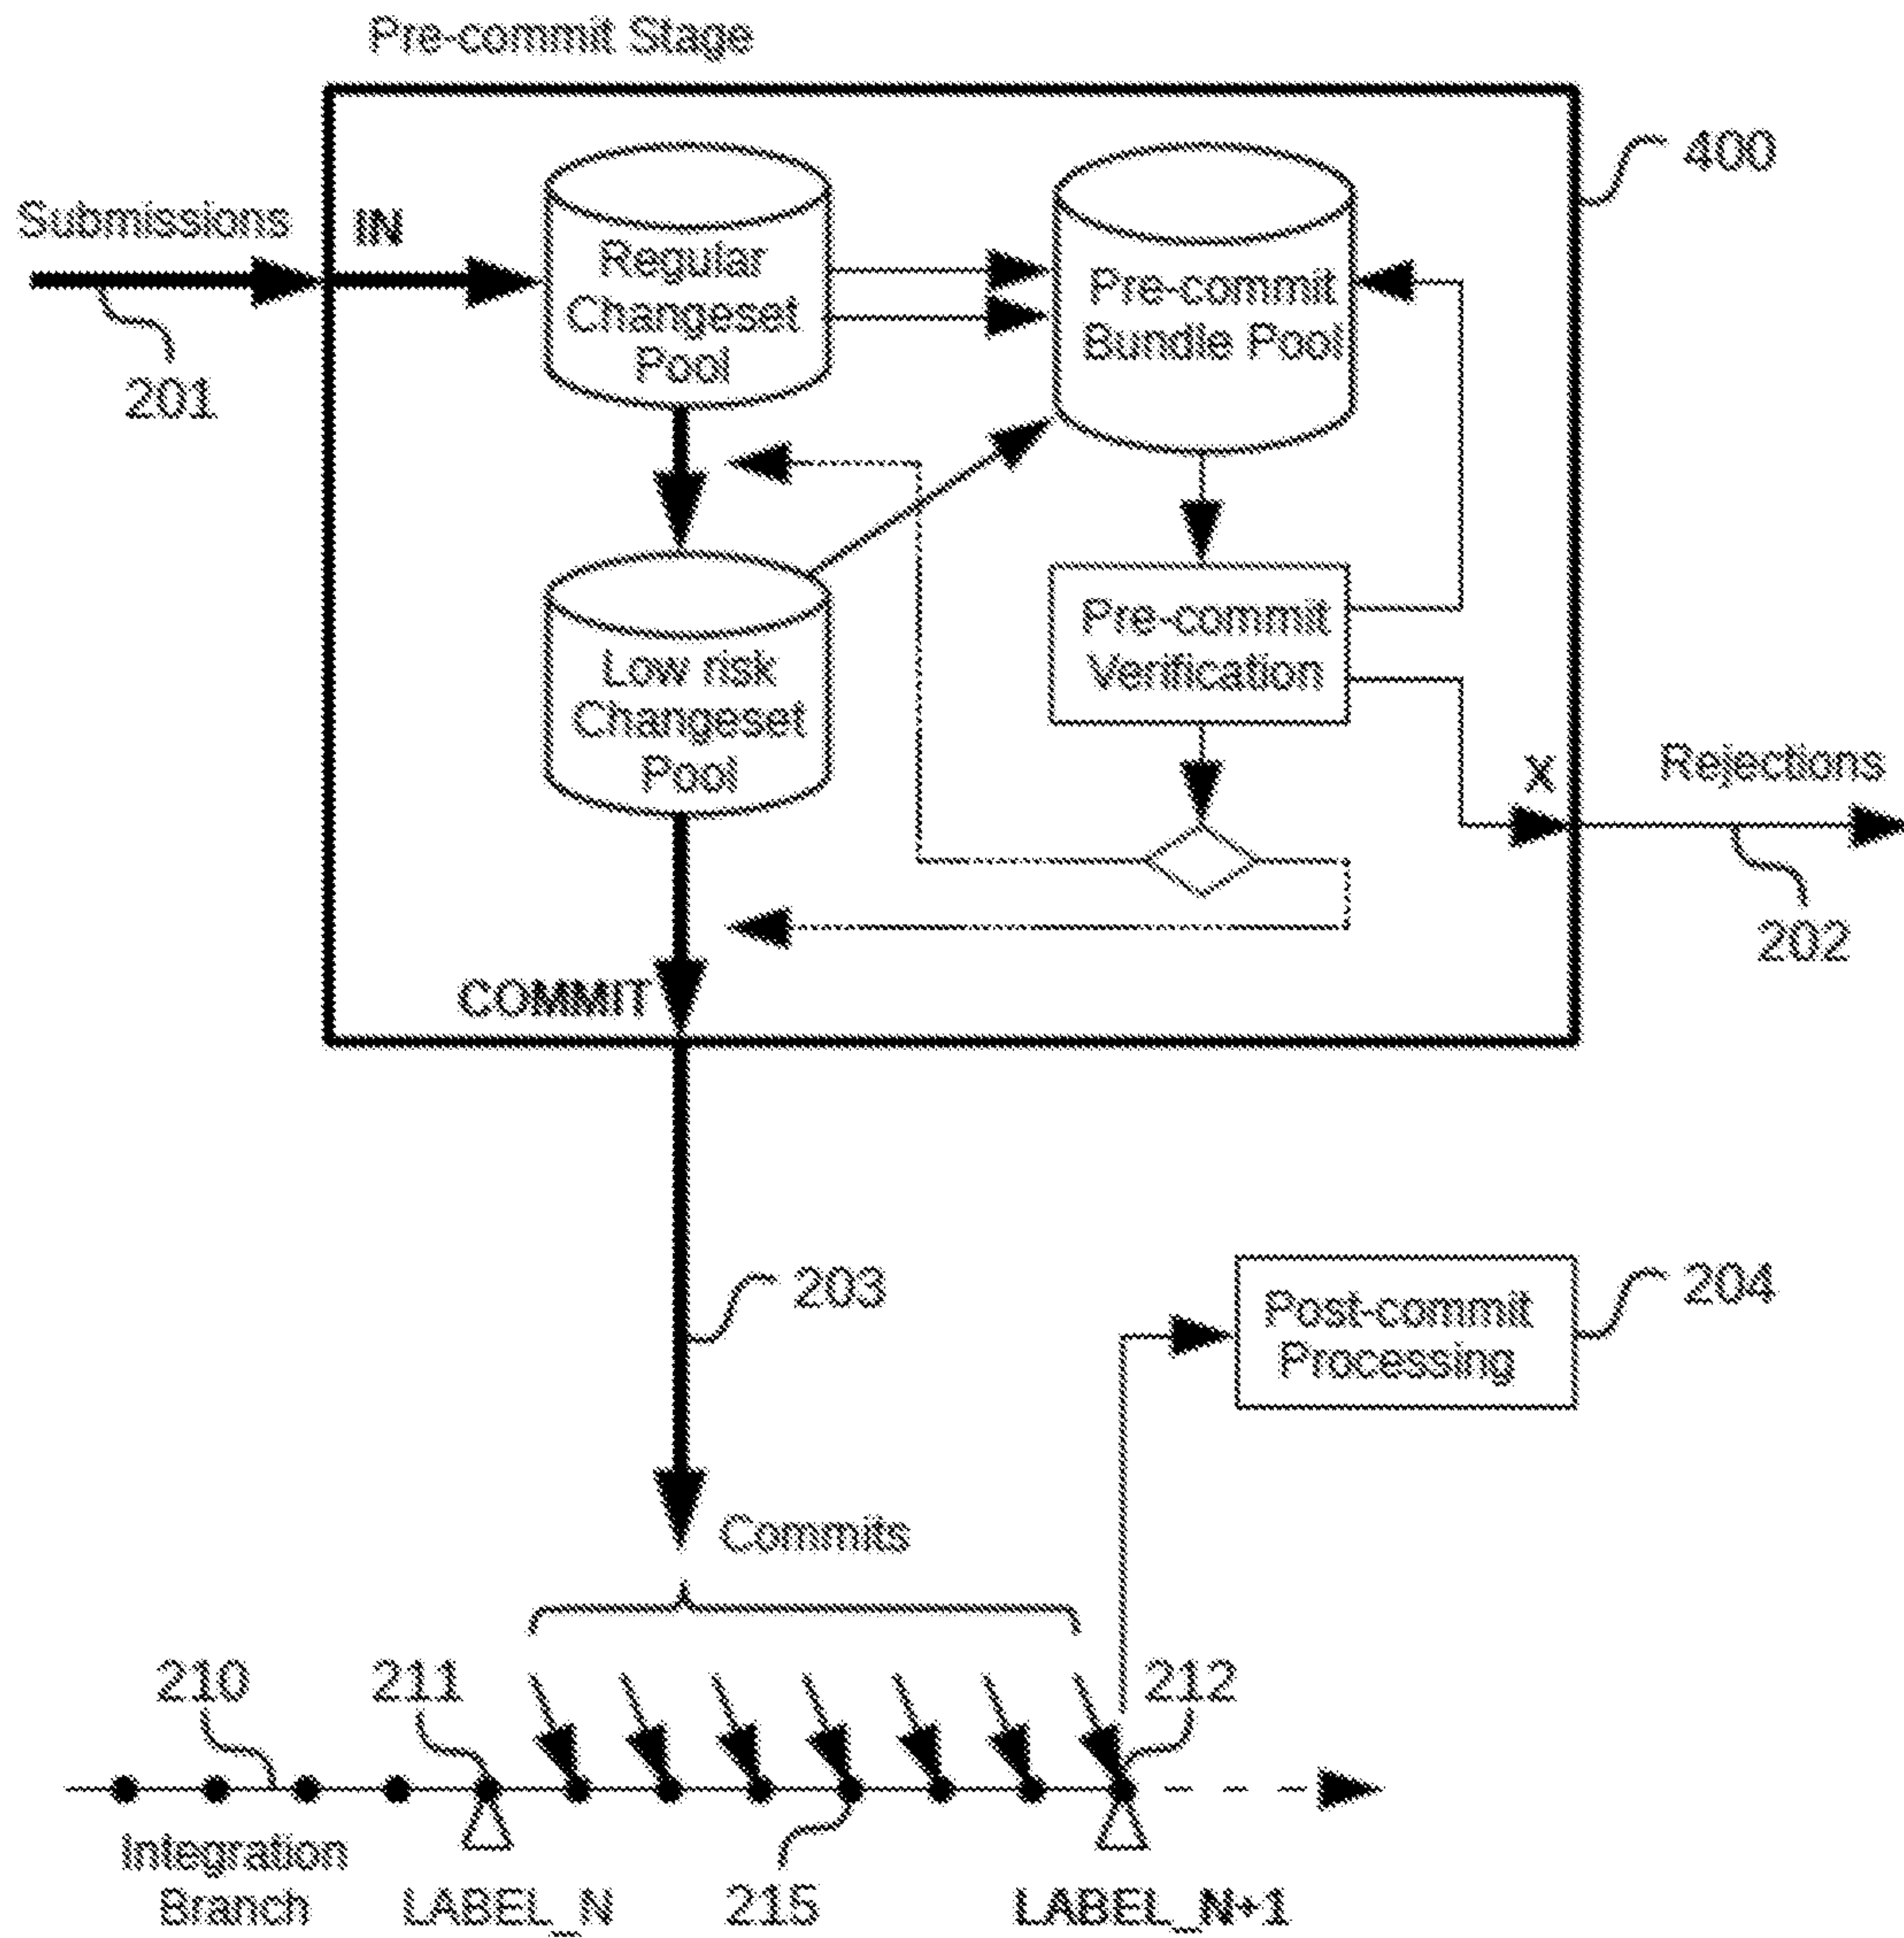 Pre-commit Stage
400
Submissions
IN
201
Regular
Changeset
Pool
Pre-commit
Bundle Pool
Low risk
Changeset
Pool
Pre-commit
Verification
X
Rejections
202
COMMIT
203
Post-commit
Processing
204
Commits
210
211
212
Integration
Branch
LABEL_N
215
LABEL_N+1